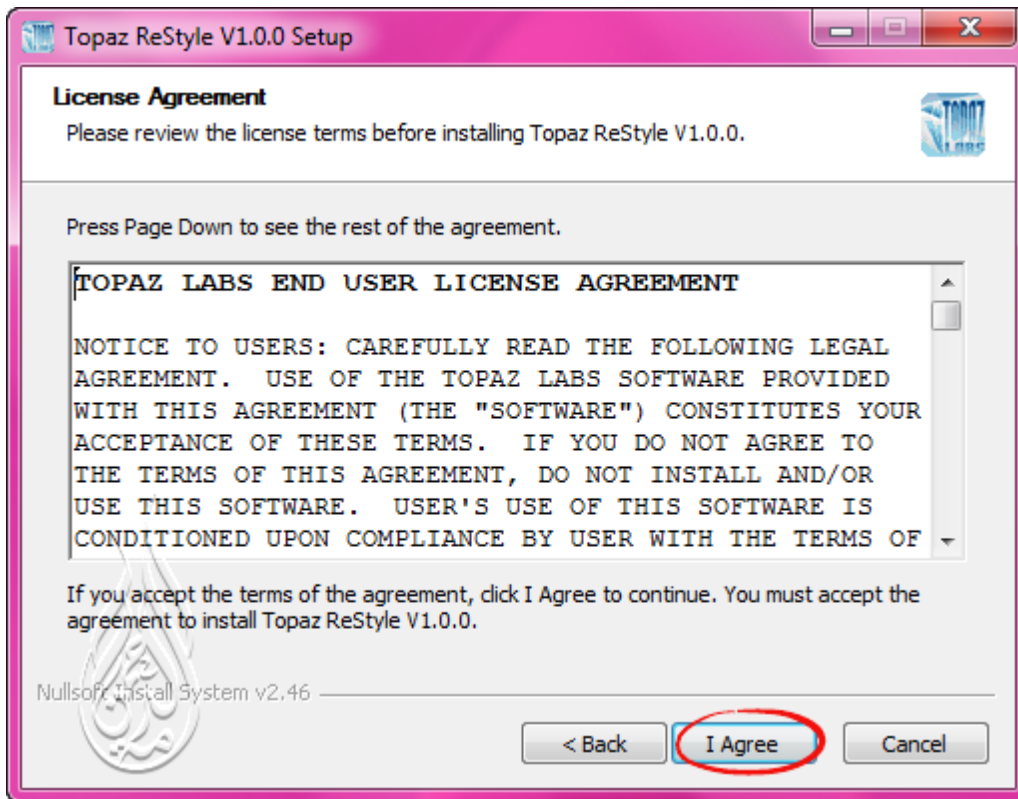 Topaz ReStyle V1.0.0 Setup
License Agreement
Please review the license terms before installing Topaz ReStyle V1.0.0.
TOPAZ
LABS
Press Page Down to see the rest of the agreement.
TOPAZ LABS END USER LICENSE AGREEMENT
NOTICE TO USERS: CAREFULLY READ THE FOLLOWING LEGAL
AGREEMENT.  USE OF THE TOPAZ LABS SOFTWARE PROVIDED
WITH THIS AGREEMENT (THE "SOFTWARE") CONSTITUTES YOUR
ACCEPTANCE OF THESE TERMS.  IF YOU DO NOT AGREE TO
THE TERMS OF THIS AGREEMENT, DO NOT INSTALL AND/OR
USE THIS SOFTWARE.  USER'S USE OF THIS SOFTWARE IS
CONDITIONED UPON COMPLIANCE BY USER WITH THE TERMS OF
If you accept the terms of the agreement, click I Agree to continue. You must accept the
agreement to install Topaz ReStyle V1.0.0.
Nullsoft Install System v2.46
< Back
I Agree
Cancel